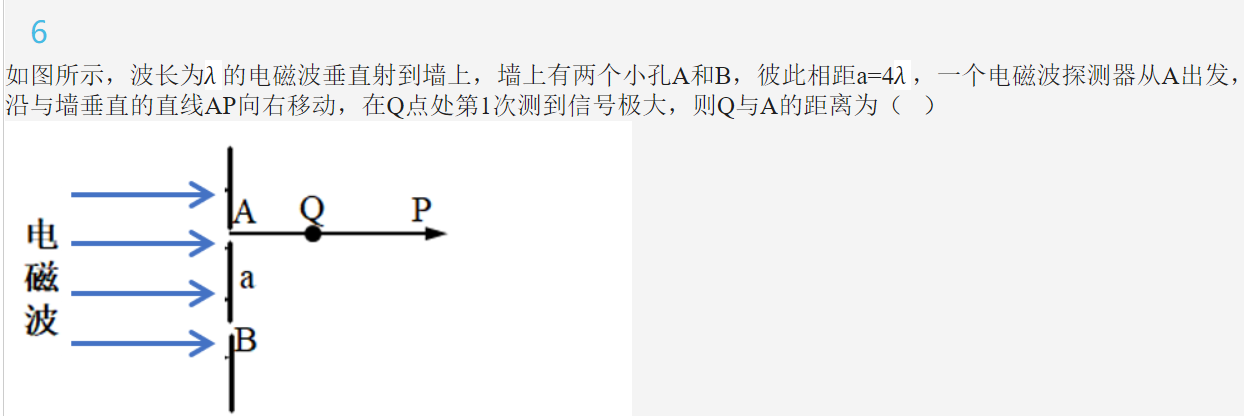 6
如图所示，波长为λ的电磁波垂直射到墙上，墙上有两个小孔A和B，彼此相距a=4λ，一个电磁波探测器从A出发，
沿与墙垂直的直线AP向右移动，在Q点处第1次测到信号极大，则Q与A的距离为（ ）
A Q P
电磁波
a
B